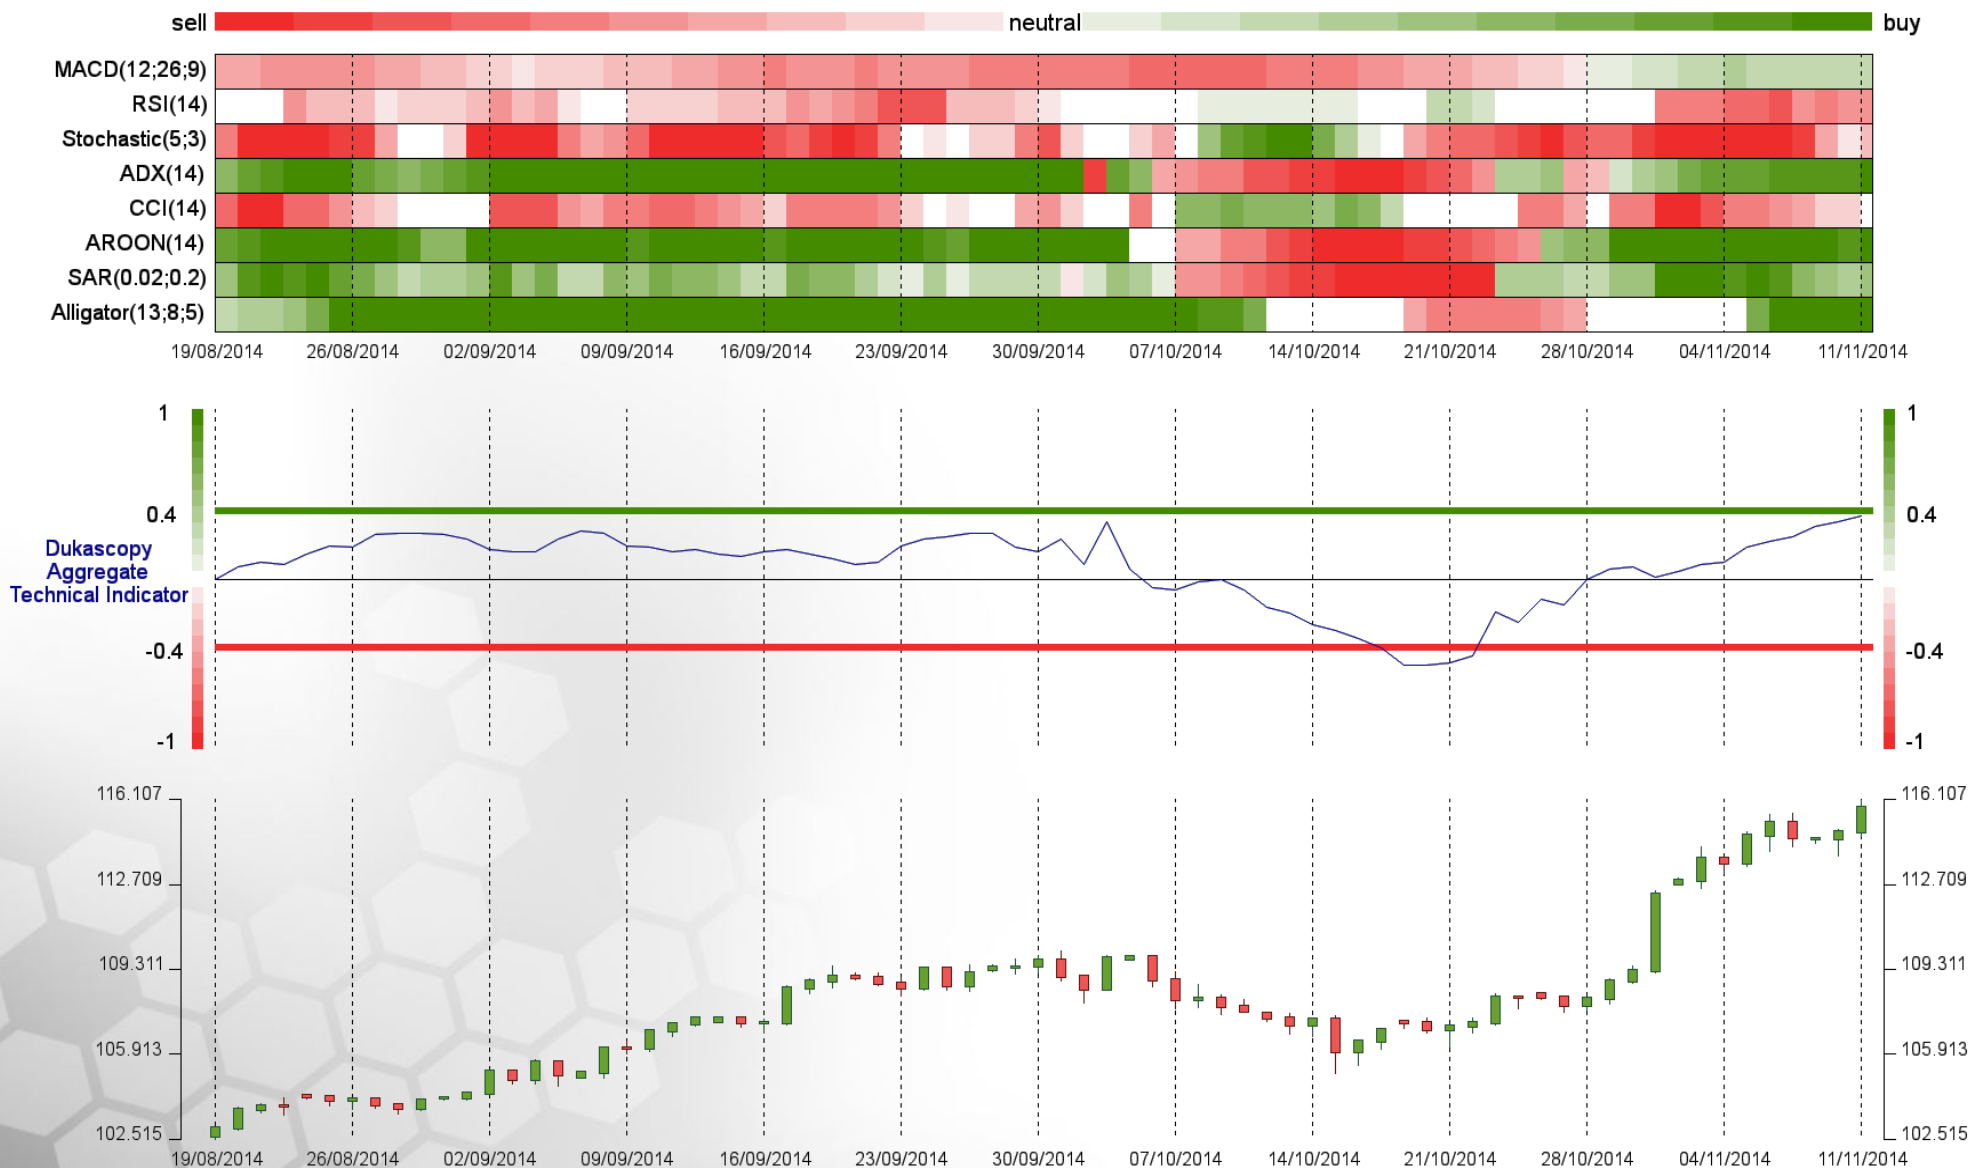 sell neutral buy
MACD(12;26;9)
RSI(14)
Stochastic(5;3)
ADX(14)
CCI(14)
AROON(14)
SAR(0.02;0.2)
Alligator(13;8;5)
19/08/2014 26/08/2014 02/09/2014 09/09/2014 16/09/2014 23/09/2014 30/09/2014 07/10/2014 14/10/2014 21/10/2014 28/10/2014 04/11/2014 11/11/2014
1 1
0.4 0.4
Dukascopy
Aggregate
Technical Indicator
-0.4 -0.4
-1 -1
116.107 116.107
112.709 112.709
109.311 109.311
105.913 105.913
102.515 102.515
19/08/2014 26/08/2014 02/09/2014 09/09/2014 16/09/2014 23/09/2014 30/09/2014 07/10/2014 14/10/2014 21/10/2014 28/10/2014 04/11/2014 11/11/2014